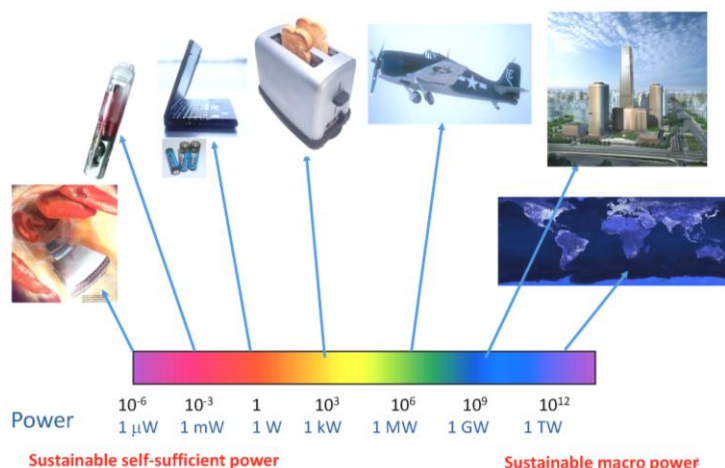 10⁻⁶ 10⁻³ 1 10³ 10⁶ 10⁹ 10¹²
Power 1 μW 1 mW 1 W 1 kW 1 MW 1 GW 1 TW
Sustainable self-sufficient power Sustainable macro power